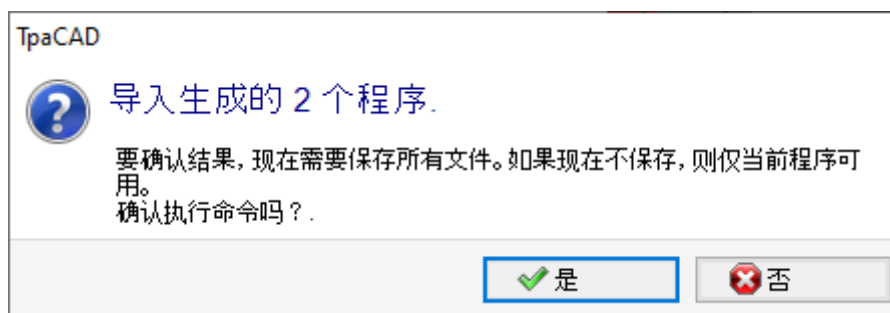 TpaCAD
导入生成的 2 个程序.
要确认结果，现在需要保存所有文件。如果现在不保存，则仅当前程序可
用。
确认执行命令吗？.
是
否